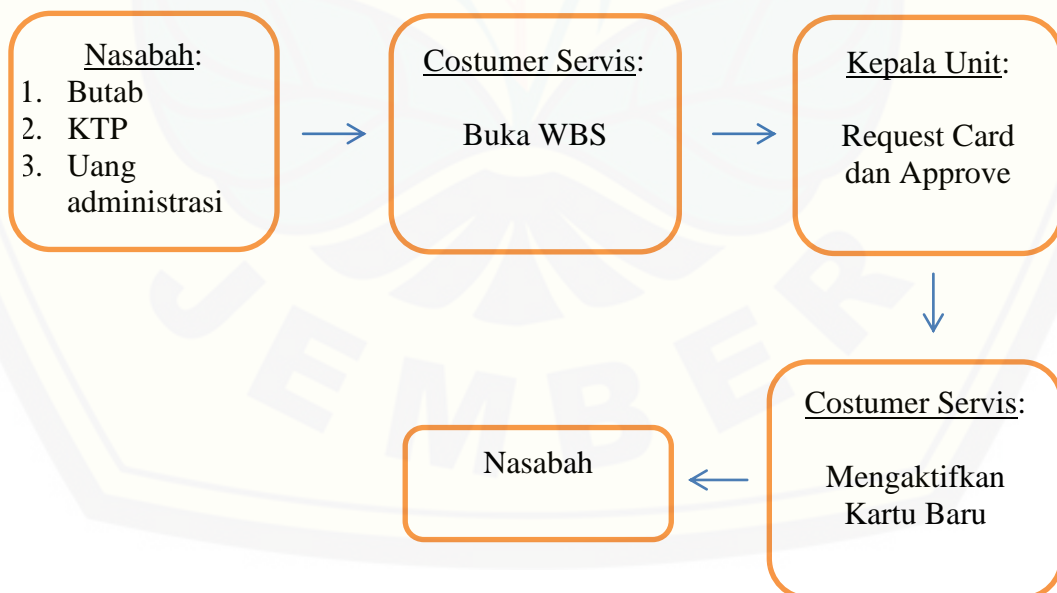 Nasabah:
1. Butab
2. KTP
3. Uang
administrasi
Costumer Servis:
Buka WBS
Kepala Unit:
Request Card
dan Approve
Costumer Servis:
Mengaktifkan
Kartu Baru
Nasabah
JEMBER